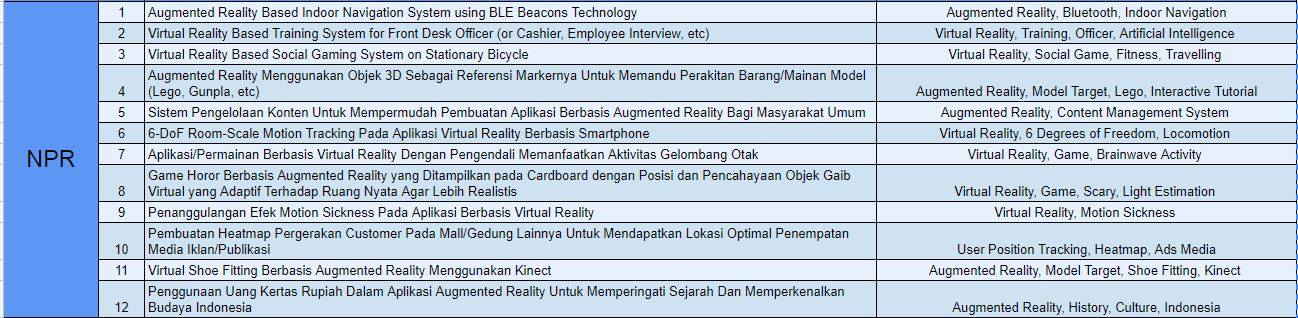 NPR
1 Augmented Reality Based Indoor Navigation System using BLE Beacons Technology Augmented Reality, Bluetooth, Indoor Navigation
2 Virtual Reality Based Training System for Front Desk Officer (or Cashier, Employee Interview, etc) Virtual Reality, Training, Officer, Artificial Intelligence
3 Virtual Reality Based Social Gaming System on Stationary Bicycle Virtual Reality, Social Game, Fitness, Travelling
Augmented Reality Menggunakan Objek 3D Sebagai Referensi Markernya Untuk Memandu Perakitan Barang/Mainan Model
4 (Lego, Gunpla, etc) Augmented Reality, Model Target, Lego, Interactive Tutorial
5 Sistem Pengelolaan Konten Untuk Mempermudah Pembuatan Aplikasi Berbasis Augmented Reality Bagi Masyarakat Umum Augmented Reality, Content Management System
6 6-DoF Room-Scale Motion Tracking Pada Aplikasi Virtual Reality Berbasis Smartphone Virtual Reality, 6 Degrees of Freedom, Locomotion
7 Aplikasi/Permainan Berbasis Virtual Reality Dengan Pengendali Memanfaatkan Aktivitas Gelombang Otak Virtual Reality, Game, Brainwave Activity
Game Horor Berbasis Augmented Reality yang Ditampilkan pada Cardboard dengan Posisi dan Pencahayaan Objek Gaib
8 Virtual yang Adaptif Terhadap Ruang Nyata Agar Lebih Realistis Virtual Reality, Game, Scary, Light Estimation
9 Penanggulangan Efek Motion Sickness Pada Aplikasi Berbasis Virtual Reality Virtual Reality, Motion Sickness
Pembuatan Heatmap Pergerakan Customer Pada Mall/Gedung Lainnya Untuk Mendapatkan Lokasi Optimal Penempatan
10 Media Iklan/Publikasi User Position Tracking, Heatmap, Ads Media
11 Virtual Shoe Fitting Berbasis Augmented Reality Menggunakan Kinect Augmented Reality, Model Target, Shoe Fitting, Kinect
Penggunaan Uang Kertas Rupiah Dalam Aplikasi Augmented Reality Untuk Memperingati Sejarah Dan Memperkenalkan
12 Budaya Indonesia Augmented Reality, History, Culture, Indonesia